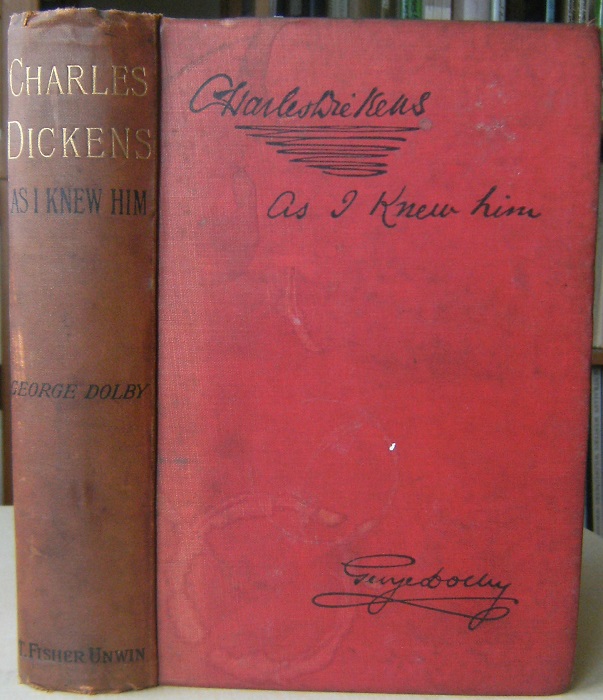 CHARLES
DICKENS
AS I KNEW HIM
GEORGE DOLBY
T. FISHER UNWIN
Charles Dickens
As I Knew him
George Dolby